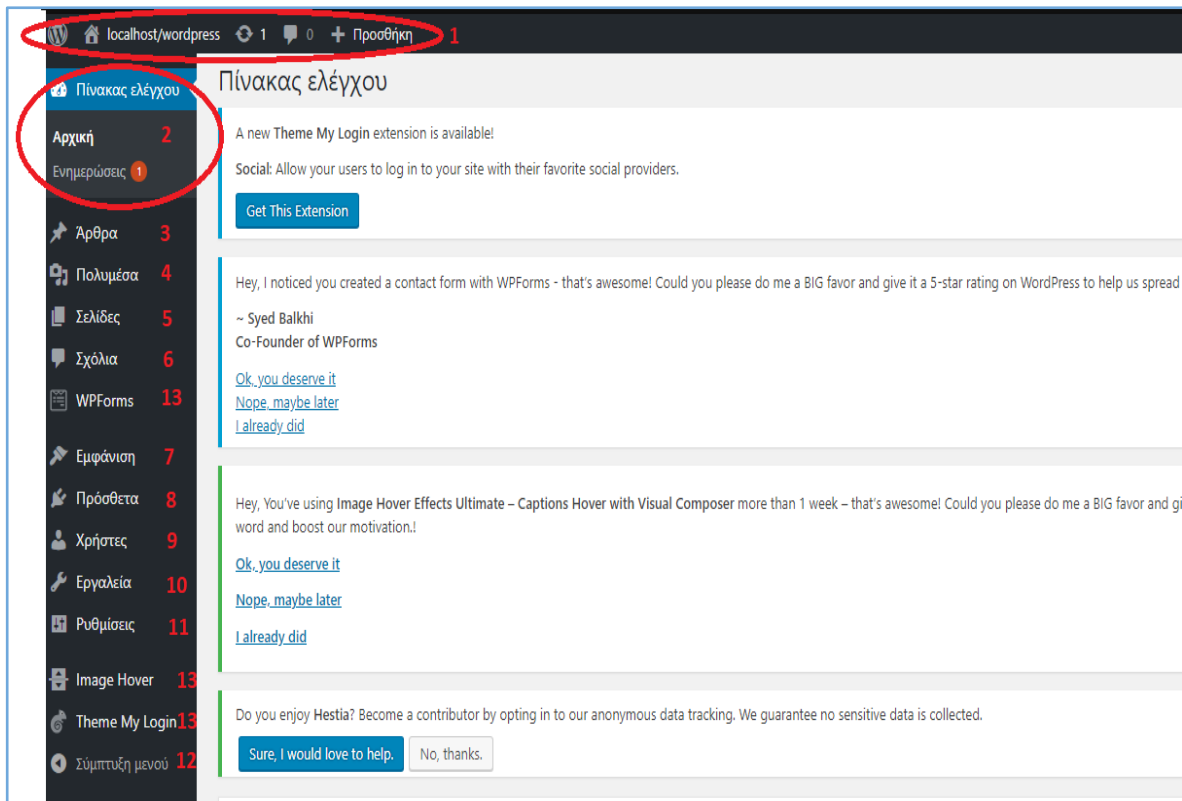 localhost/wordpress 1 0 + Προσθήκη 1
Πίνακας ελέγχου
Αρχική 2
Ενημερώσεις 1
Άρθρα 3
Πολυμέσα 4
Σελίδες 5
Σχόλια 6
WPForms 13
Εμφάνιση 7
Πρόσθετα 8
Χρήστες 9
Εργαλεία 10
Ρυθμίσεις 11
Image Hover 13
Theme My Login 13
Σύμπτυξη μενού 12
Πίνακας ελέγχου
A new Theme My Login extension is available!
Social: Allow your users to log in to your site with their favorite social providers.
Get This Extension
Hey, I noticed you created a contact form with WPForms - that's awesome! Could you please do me a BIG favor and give it a 5-star rating on WordPress to help us spread
~ Syed Balkhi
Co-Founder of WPForms
Ok, you deserve it
Nope, maybe later
I already did
Hey, You've using Image Hover Effects Ultimate – Captions Hover with Visual Composer more than 1 week – that's awesome! Could you please do me a BIG favor and gi
word and boost our motivation.!
Ok, you deserve it
Nope, maybe later
I already did
Do you enjoy Hestia? Become a contributor by opting in to our anonymous data tracking. We guarantee no sensitive data is collected.
Sure, I would love to help. No, thanks.